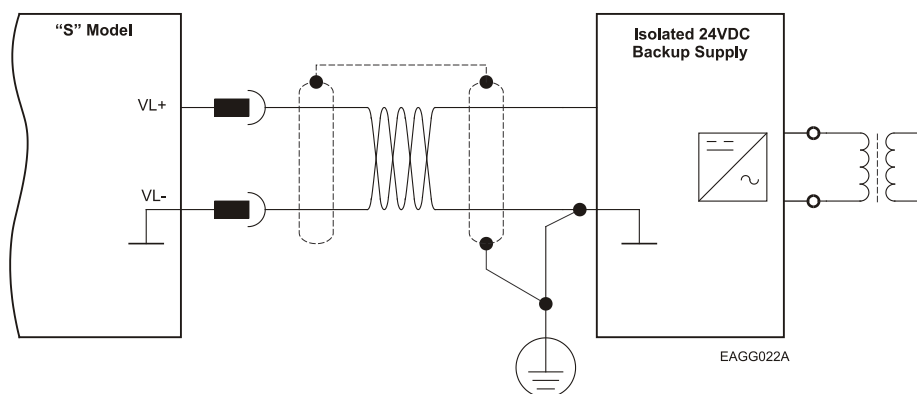 “S” Model
Isolated 24VDC
Backup Supply
VL+
VL-
EAGG022A